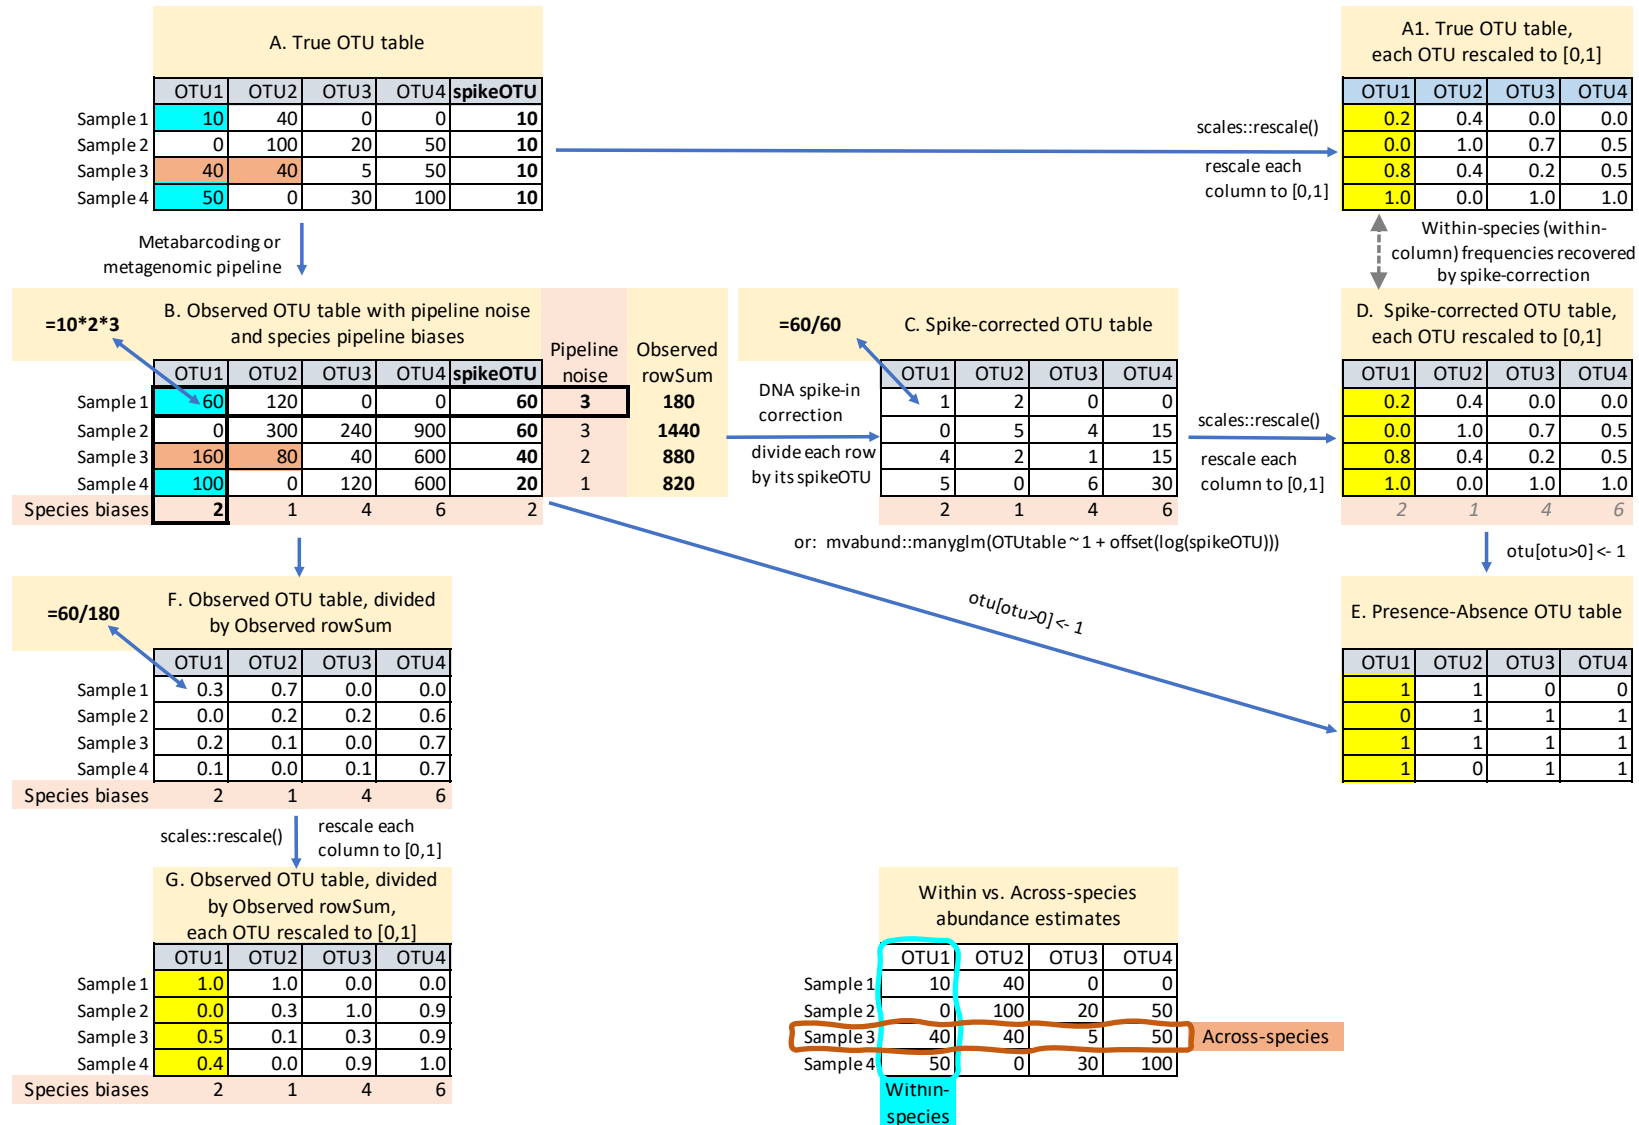 A. True OTU table
OTU1 OTU2 OTU3 OTU4 spikeOTU
Sample 1 10 40 0 0 10
Sample 2 0 100 20 50 10
Sample 3 40 40 5 50 10
Sample 4 50 0 30 100 10
scales::rescale()
rescale each
column to [0,1]
A1. True OTU table,
each OTU rescaled to [0,1]
OTU1 OTU2 OTU3 OTU4
0.2 0.4 0.0 0.0
0.0 1.0 0.7 0.5
0.8 0.4 0.2 0.5
1.0 0.0 1.0 1.0
Metabarcoding or
metagenomic pipeline
Within-species (within-
column) frequencies recovered
by spike-correction
=10*2*3
B. Observed OTU table with pipeline noise
and species pipeline biases
Pipeline
noise
Observed
rowSum
OTU1 OTU2 OTU3 OTU4 spikeOTU
Sample 1 60 120 0 0 60 3 180
Sample 2 0 300 240 900 60 3 1440
Sample 3 160 80 40 600 40 2 880
Sample 4 100 0 120 600 20 1 820
Species biases 2 1 4 6 2
DNA spike-in
correction
divide each row
by its spikeOTU
=60/60
C. Spike-corrected OTU table
OTU1 OTU2 OTU3 OTU4
1 2 0 0
0 5 4 15
4 2 1 15
5 0 6 30
2 1 4 6
or: mvabund::manyglm(OTUtable ~ 1 + offset(log(spikeOTU)))
scales::rescale()
rescale each
column to [0,1]
D. Spike-corrected OTU table,
each OTU rescaled to [0,1]
OTU1 OTU2 OTU3 OTU4
0.2 0.4 0.0 0.0
0.0 1.0 0.7 0.5
0.8 0.4 0.2 0.5
1.0 0.0 1.0 1.0
2 1 4 6
otu[otu>0] <- 1
otu[otu>0] <- 1
E. Presence-Absence OTU table
OTU1 OTU2 OTU3 OTU4
1 1 0 0
0 1 1 1
1 1 1 1
1 0 1 1
=60/180
F. Observed OTU table, divided
by Observed rowSum
OTU1 OTU2 OTU3 OTU4
Sample 1 0.3 0.7 0.0 0.0
Sample 2 0.0 0.2 0.2 0.6
Sample 3 0.2 0.1 0.0 0.7
Sample 4 0.1 0.0 0.1 0.7
Species biases 2 1 4 6
scales::rescale()
rescale each
column to [0,1]
G. Observed OTU table, divided
by Observed rowSum,
each OTU rescaled to [0,1]
OTU1 OTU2 OTU3 OTU4
Sample 1 1.0 1.0 0.0 0.0
Sample 2 0.0 0.3 1.0 0.9
Sample 3 0.5 0.1 0.3 0.9
Sample 4 0.4 0.0 0.9 1.0
Species biases 2 1 4 6
Within vs. Across-species
abundance estimates
OTU1 OTU2 OTU3 OTU4
Sample 1 10 40 0 0
Sample 2 0 100 20 50
Sample 3 40 40 5 50 Across-species
Sample 4 50 0 30 100
Within-
species